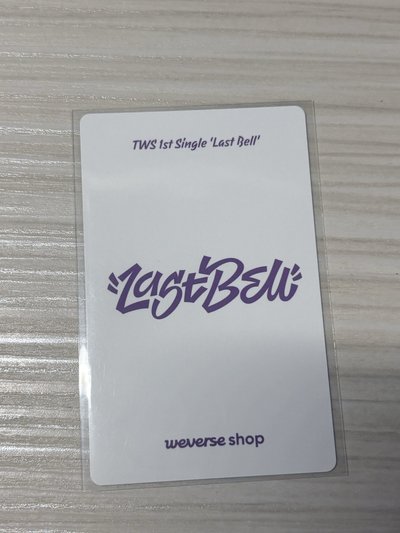 TWS 1st Single 'Last Bell'
Last Bell
weverse shop